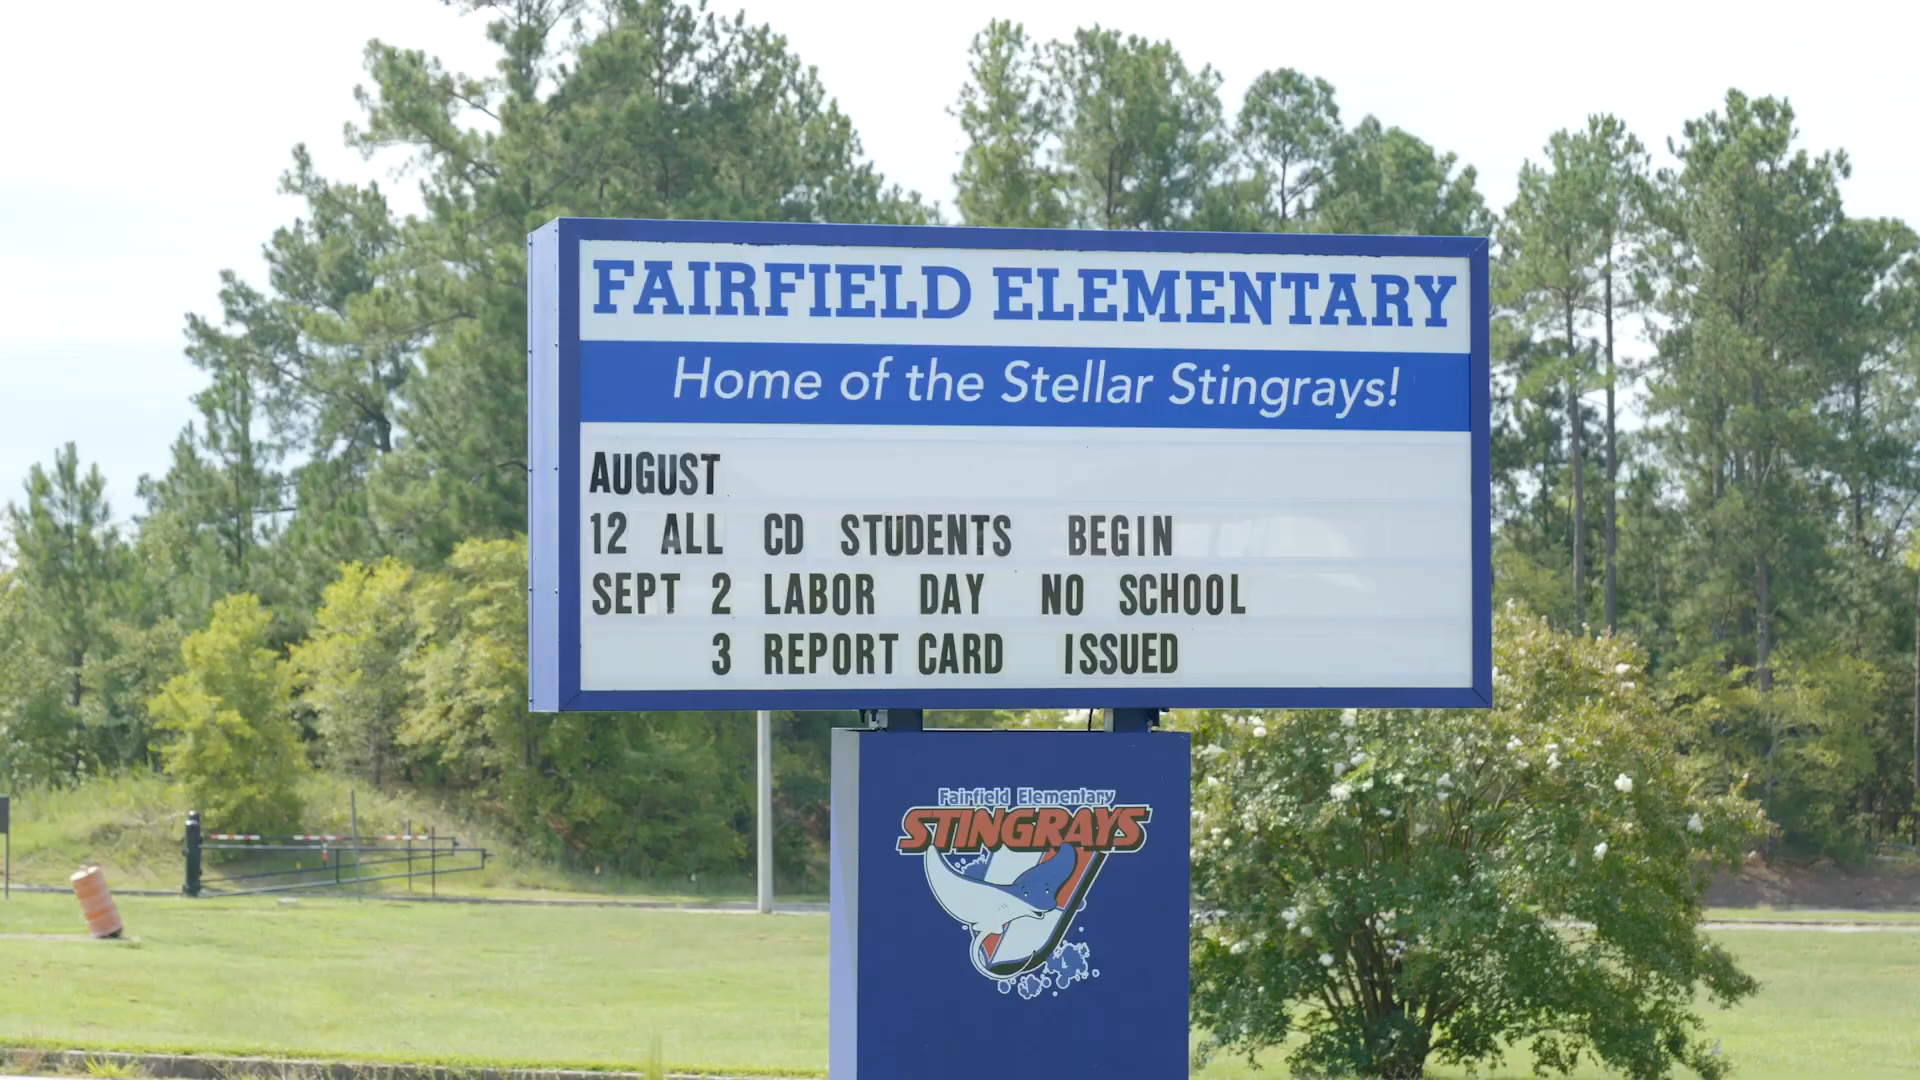 FAIRFIELD ELEMENTARY
Home of the Stellar Stingrays!
AUGUST
12 ALL CD STUDENTS BEGIN
SEPT 2 LABOR DAY NO SCHOOL
3 REPORT CARD ISSUED
Fairfield Elementary
STINGRAYS